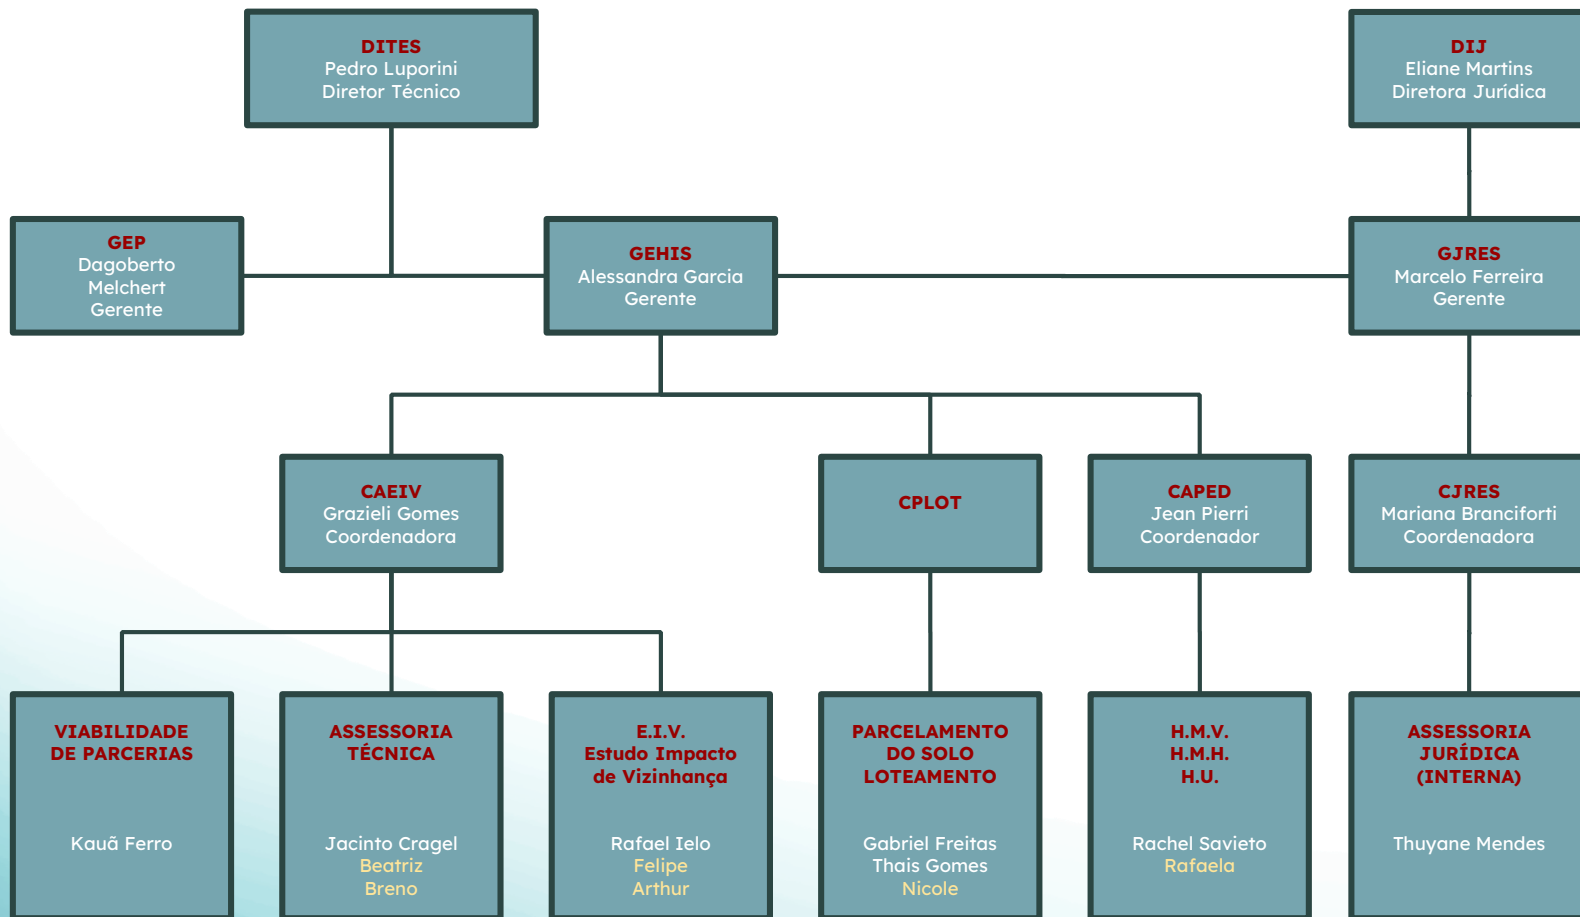 DITES
Pedro Luporini
Diretor Técnico
DIJ
Eliane Martins
Diretora Jurídica
GEP
Dagoberto
Melchert
Gerente
GEHIS
Alessandra Garcia
Gerente
GJRES
Marcelo Ferreira
Gerente
CAEIV
Grazieli Gomes
Coordenadora
CPLOT
CAPED
Jean Pierri
Coordenador
CJRES
Mariana Branciforti
Coordenadora
VIABILIDADE
DE PARCERIAS
Kauã Ferro
ASSESSORIA
TÉCNICA
Jacinto Cragel
Beatriz
Breno
E.I.V.
Estudo Impacto
de Vizinhança
Rafael Ielo
Felipe
Arthur
PARCELAMENTO
DO SOLO
LOTEAMENTO
Gabriel Freitas
Thais Gomes
Nicole
H.M.V.
H.M.H.
H.U.
Rachel Savieto
Rafaela
ASSESSORIA
JURÍDICA
(INTERNA)
Thuyane Mendes